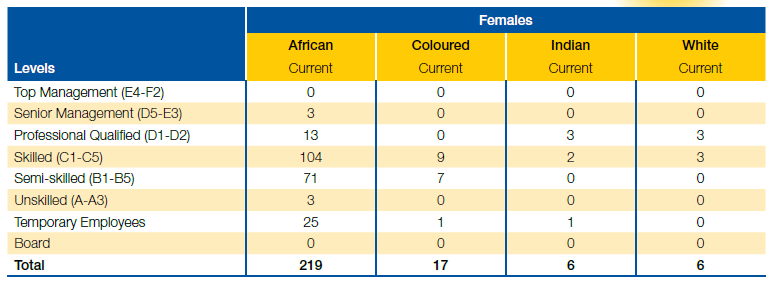 Females
African Coloured Indian White
Levels Current Current Current Current
Top Management (E4-F2) 0 0 0 0
Senior Management (D5-E3) 3 0 0 0
Professional Qualified (D1-D2) 13 0 3 3
Skilled (C1-C5) 104 9 2 3
Semi-skilled (B1-B5) 71 7 0 0
Unskilled (A-A3) 3 0 0 0
Temporary Employees 25 1 1 0
Board 0 0 0 0
Total 219 17 6 6